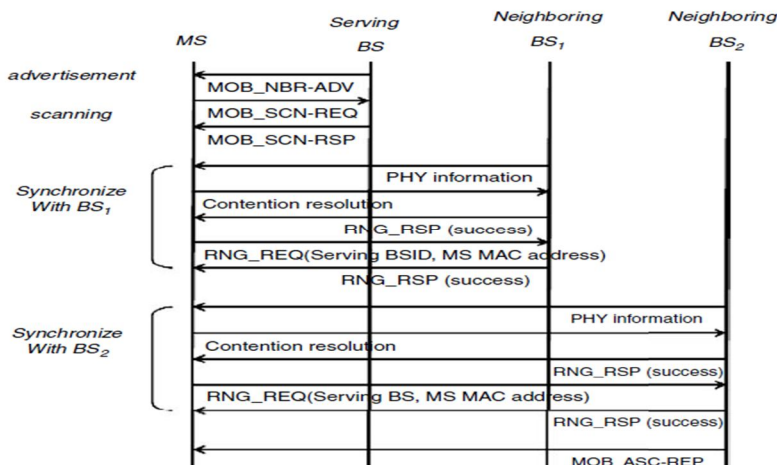 MS
Serving
BS
Neighboring
BS1
Neighboring
BS2
advertisement
MOB_NBR-ADV
scanning
MOB_SCN-REQ
MOB_SCN-RSP
Synchronize
With BS1
PHY information
Contention resolution
RNG_RSP (success)
RNG_REQ(Serving BSID, MS MAC address)
RNG_RSP (success)
Synchronize
With BS2
PHY information
Contention resolution
RNG_RSP (success)
RNG_REQ(Serving BS, MS MAC address)
RNG_RSP (success)
MOB_ASC-REP